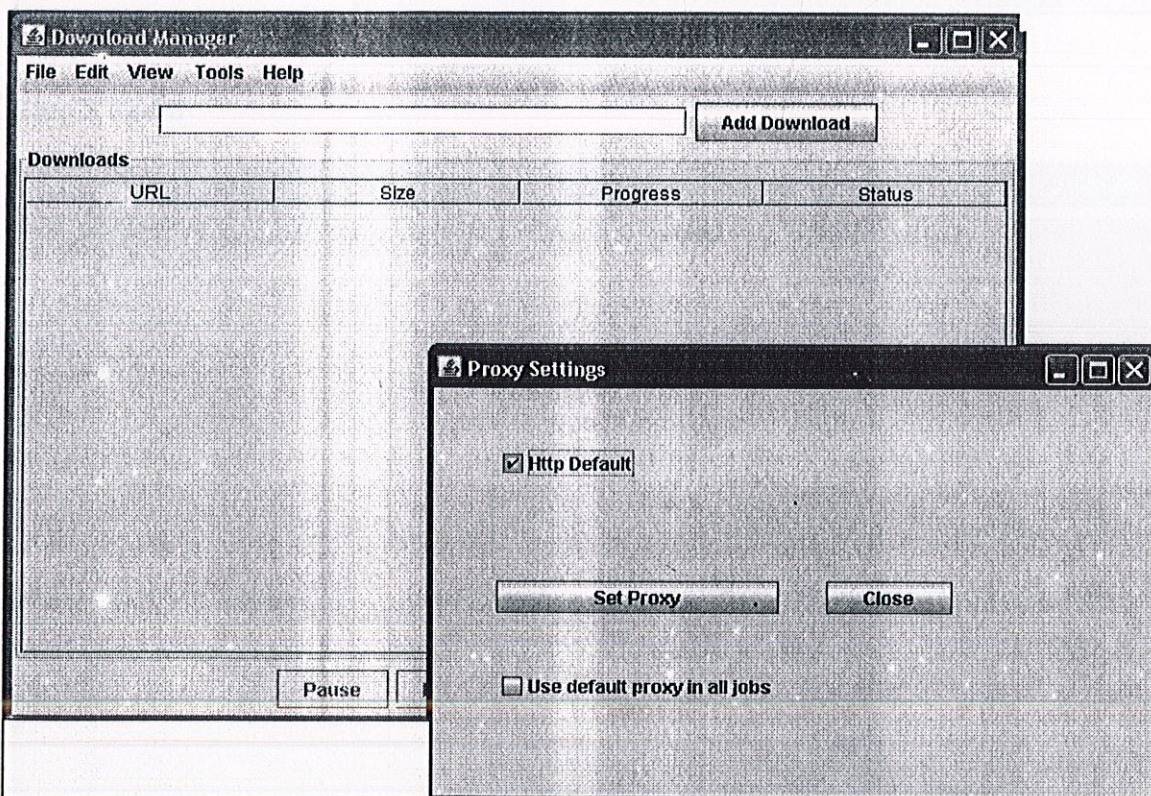 Download Manager
File Edit View Tools Help
Add Download
Downloads
URL Size Progress Status
Proxy Settings
Http Default
Set Proxy Close
Use default proxy in all jobs
Pause